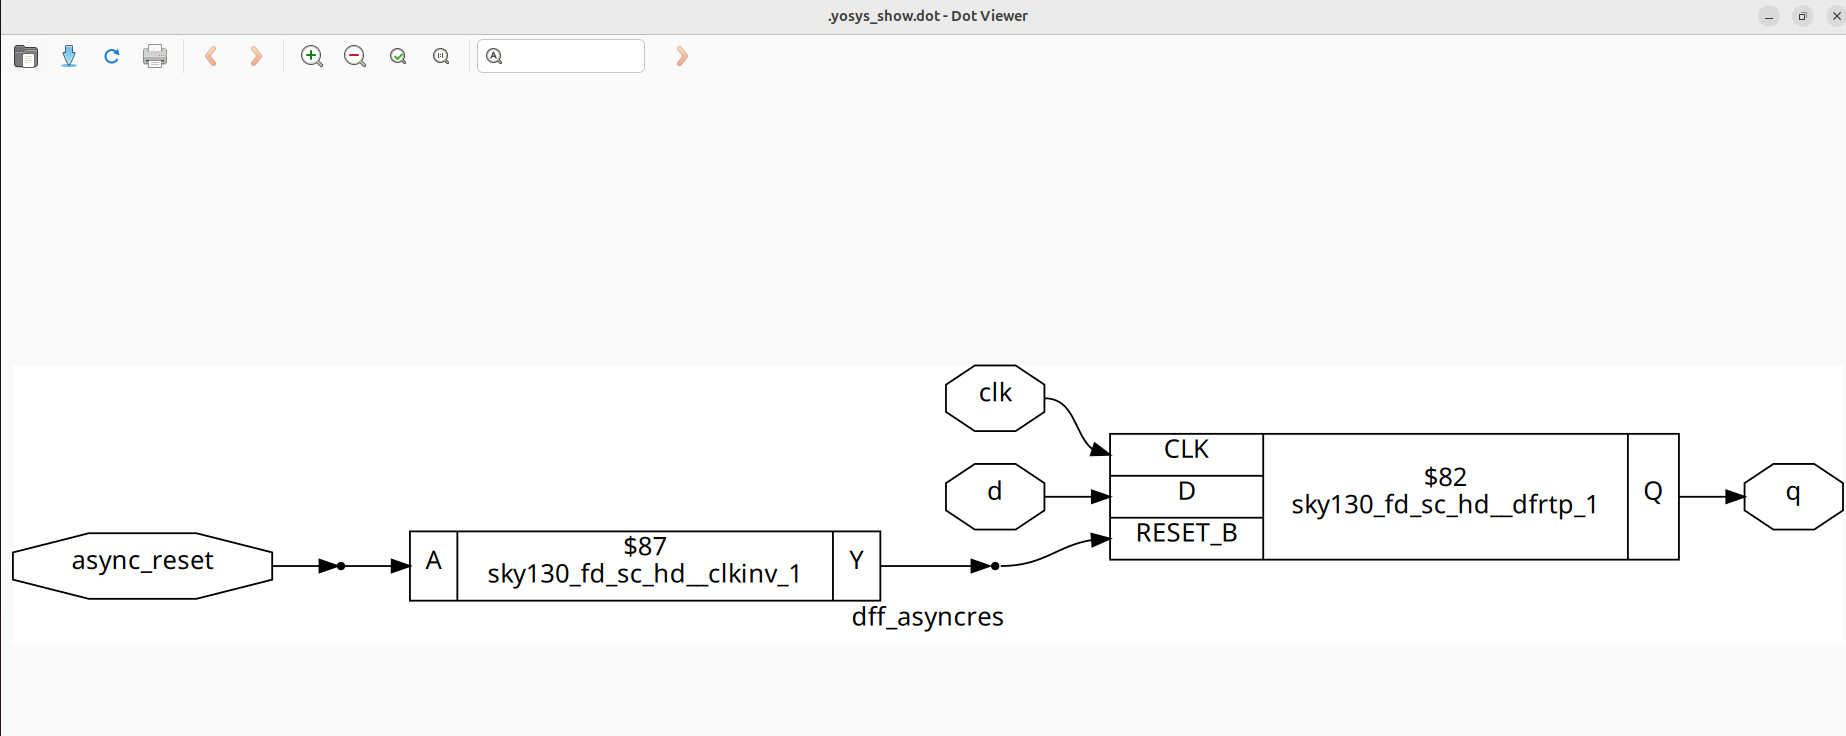 .yosys_show.dot - Dot Viewer
clk
CLK
d
D
$82
sky130_fd_sc_hd__dfrtp_1
Q
q
RESET_B
async_reset
A
$87
sky130_fd_sc_hd__clkinv_1
Y
dff_asyncres